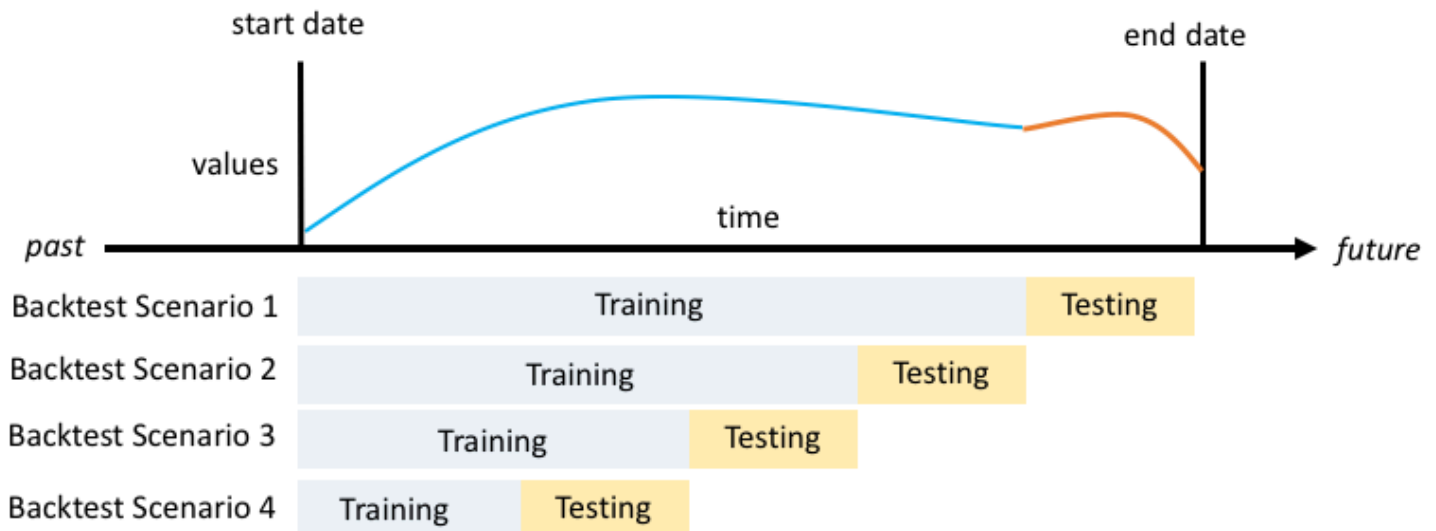 start date
end date
values
time
past
future
Backtest Scenario 1
Training
Testing
Backtest Scenario 2
Training
Testing
Backtest Scenario 3
Training
Testing
Backtest Scenario 4
Training
Testing